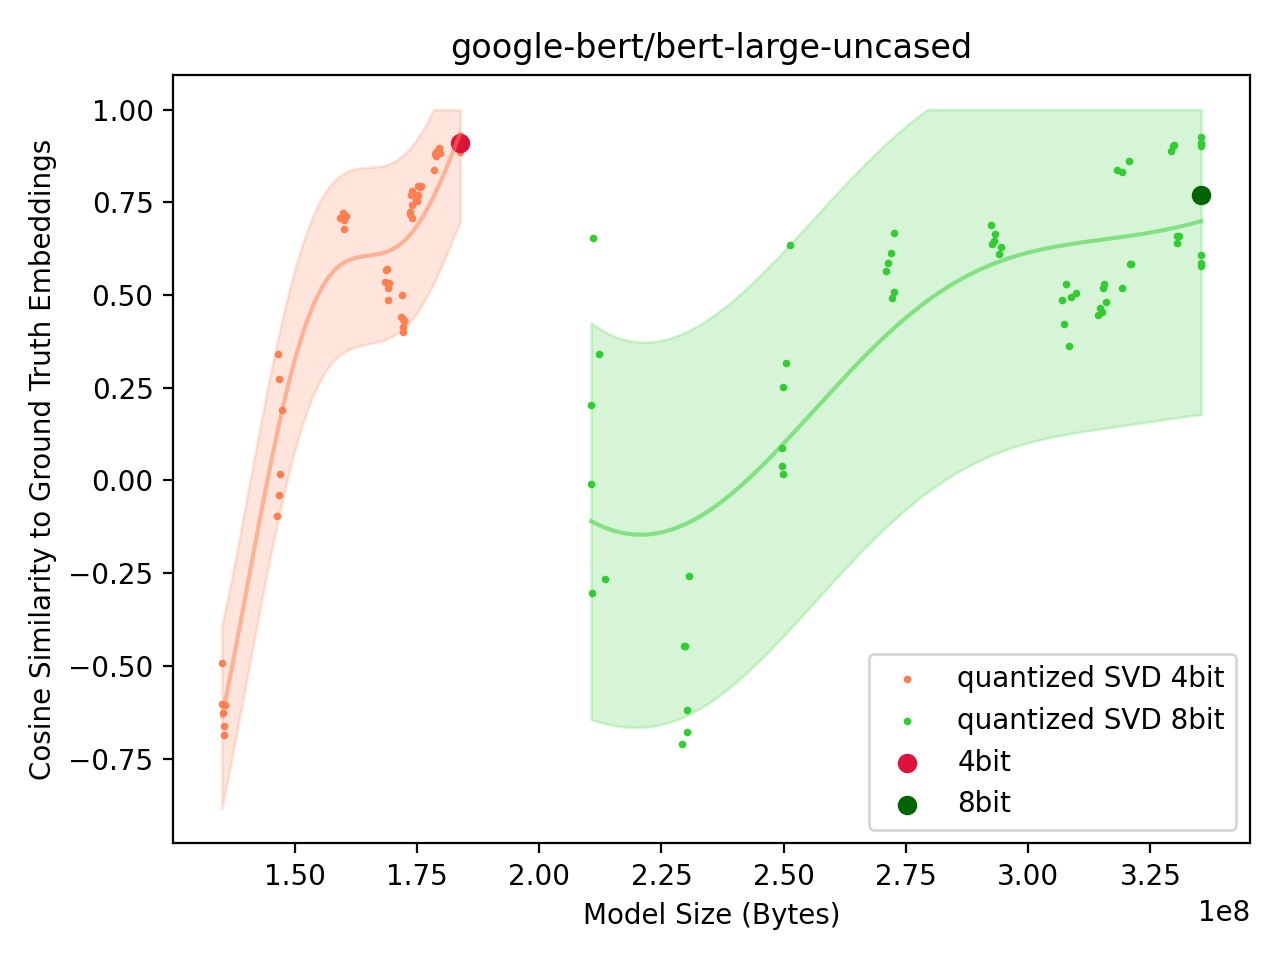 google-bert/bert-large-uncased
Cosine Similarity to Ground Truth Embeddings
1.00
0.75
0.50
0.25
0.00
−0.25
−0.50
−0.75
quantized SVD 4bit
quantized SVD 8bit
4bit
8bit
1.50 1.75 2.00 2.25 2.50 2.75 3.00 3.25
Model Size (Bytes)
1e8